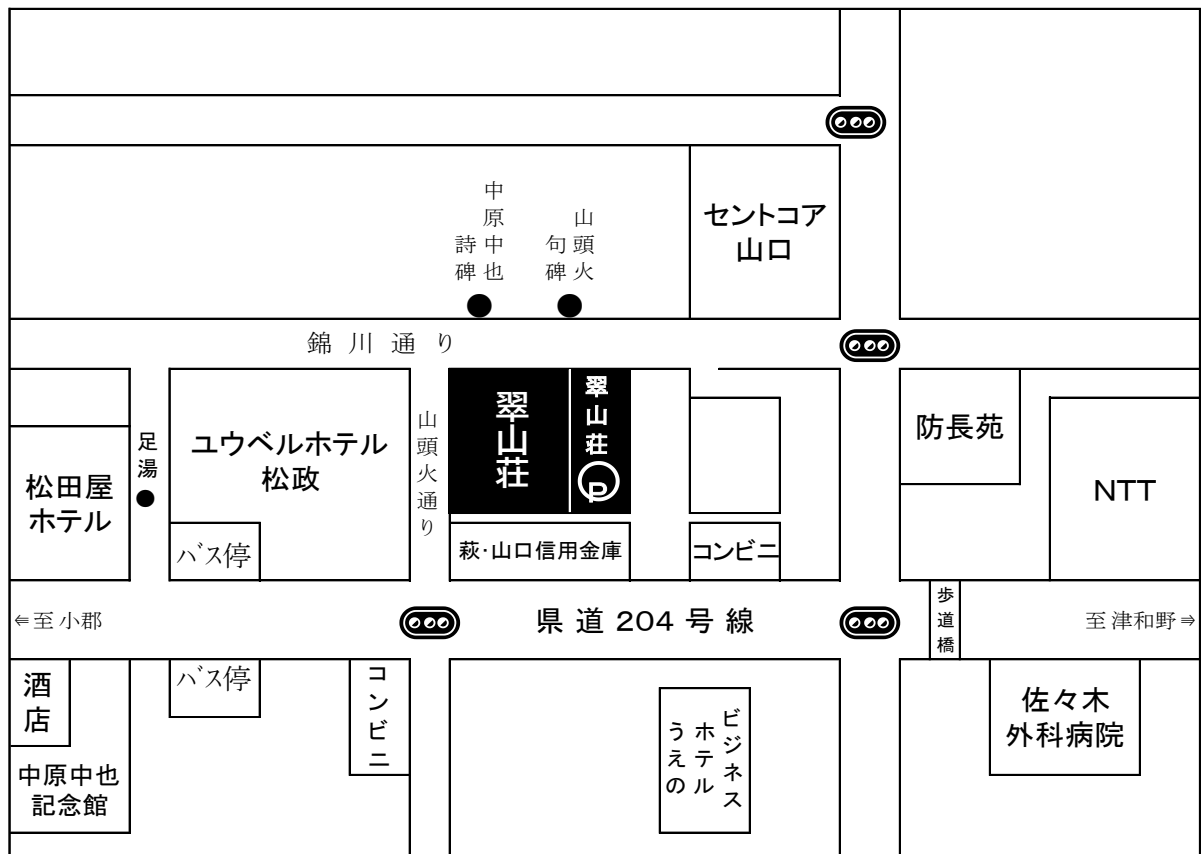 中原中也
詩碑
山頭火
句碑
セントコア
山口
錦川通り
松田屋
ホテル
足湯
ユウベルホテル
松政
バス停
山頭火通り
翠山荘
翠山荘
P
萩・山口信用金庫
コンビニ
防長苑
NTT
⇐至小郡
県道204号線
歩道橋
至津和野⇒
酒店
中原中也
記念館
バス停
コンビニ
ビジネス
ホテル
うえの
佐々木
外科病院